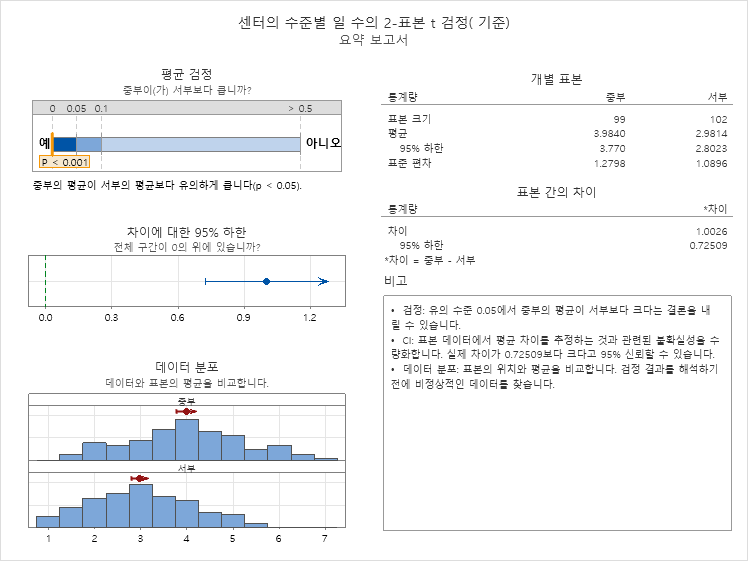 센터의 수준별 일 수의 2-표본 t 검정( 기준)
요약 보고서
평균 검정
중부이(가) 서부보다 큽니까?
0 0.05 0.1 > 0.5
예 아니오
P < 0.001
중부의 평균이 서부의 평균보다 유의하게 큽니다(p < 0.05).
차이에 대한 95% 하한
전체 구간이 0의 위에 있습니까?
0.0 0.3 0.6 0.9 1.2
데이터 분포
데이터와 표본의 평균을 비교합니다.
중부
서부
1 2 3 4 5 6 7
개별 표본
통계량 중부 서부
표본 크기 99 102
평균 3.9840 2.9814
95% 하한 3.770 2.8023
표준 편차 1.2798 1.0896
표본 간의 차이
통계량 *차이
차이 1.0026
95% 하한 0.72509
*차이 = 중부 - 서부
비고
• 검정: 유의 수준 0.05에서 중부의 평균이 서부보다 크다는 결론을 내
릴 수 있습니다.
• CI: 표본 데이터에서 평균 차이를 추정하는 것과 관련된 불확실성을 수
량화합니다. 실제 차이가 0.72509보다 크다고 95% 신뢰할 수 있습니다.
• 데이터 분포: 표본의 위치와 평균을 비교합니다. 검정 결과를 해석하기
전에 비정상적인 데이터를 찾습니다.